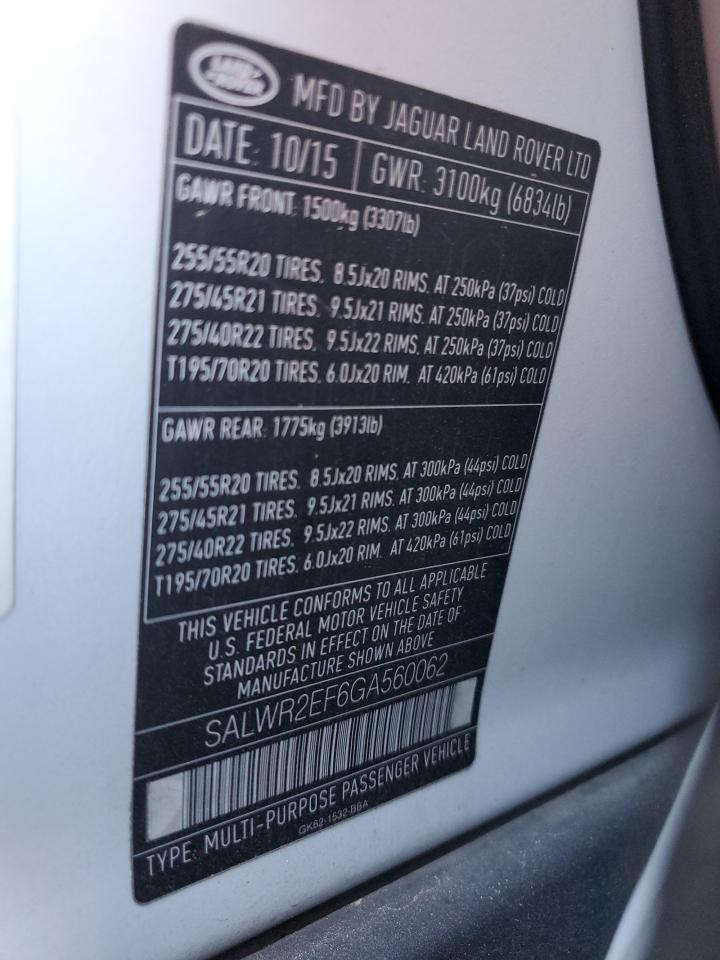 LAND ROVER
MFD BY JAGUAR LAND ROVER LTD
DATE: 10/15 GWR: 3100kg (6834lb)
GAWR FRONT: 1500kg (3307lb)
255/55R20 TIRES, 8.5Jx20 RIMS, AT 250kPa (37psi) COLD
275/45R21 TIRES, 9.5Jx21 RIMS, AT 250kPa (37psi) COLD
275/40R22 TIRES, 9.5Jx22 RIMS, AT 250kPa (37psi) COLD
T195/70R20 TIRES, 6.0Jx20 RIM, AT 420kPa (61psi) COLD
GAWR REAR: 1775kg (3913lb)
255/55R20 TIRES, 8.5Jx20 RIMS, AT 300kPa (44psi) COLD
275/45R21 TIRES, 9.5Jx21 RIMS, AT 300kPa (44psi) COLD
275/40R22 TIRES, 9.5Jx22 RIMS, AT 300kPa (44psi) COLD
T195/70R20 TIRES, 6.0Jx20 RIM, AT 420kPa (61psi) COLD
THIS VEHICLE CONFORMS TO ALL APPLICABLE
U.S. FEDERAL MOTOR VEHICLE SAFETY
STANDARDS IN EFFECT ON THE DATE OF
MANUFACTURE SHOWN ABOVE
SALWR2EF6GA560062
TYPE: MULTI-PURPOSE PASSENGER VEHICLE
GK62-1532-BBA